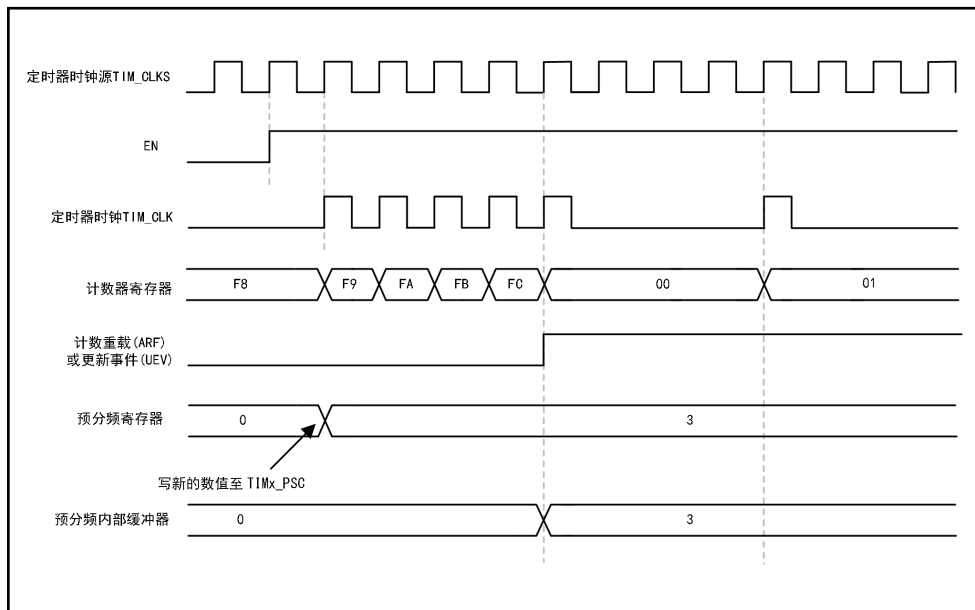 定时器时钟源TIM_CLKS
EN
定时器时钟TIM_CLK
计数器寄存器
F8
F9
FA
FB
FC
00
01
计数重载(ARF)
或更新事件(UEV)
预分频寄存器
0
3
写新的数值至 TIMx_PSC
预分频内部缓冲器
0
3